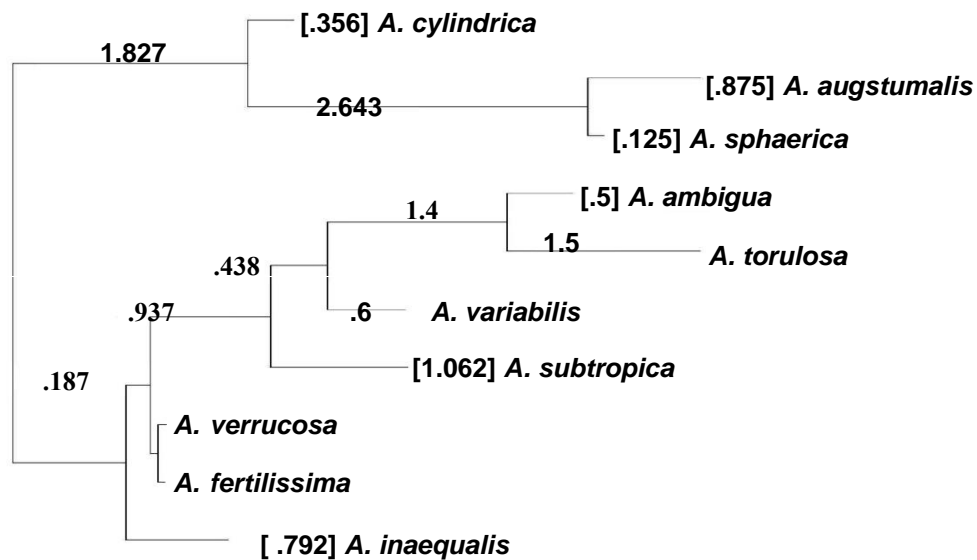 [.356] A. cylindrica
1.827
[.875] A. augstumalis
2.643
[.125] A. sphaerica
[.5] A. ambigua
1.4
1.5
A. torulosa
.438
.937
.6
A. variabilis
[1.062] A. subtropica
.187
A. verrucosa
A. fertilissima
[ .792] A. inaequalis